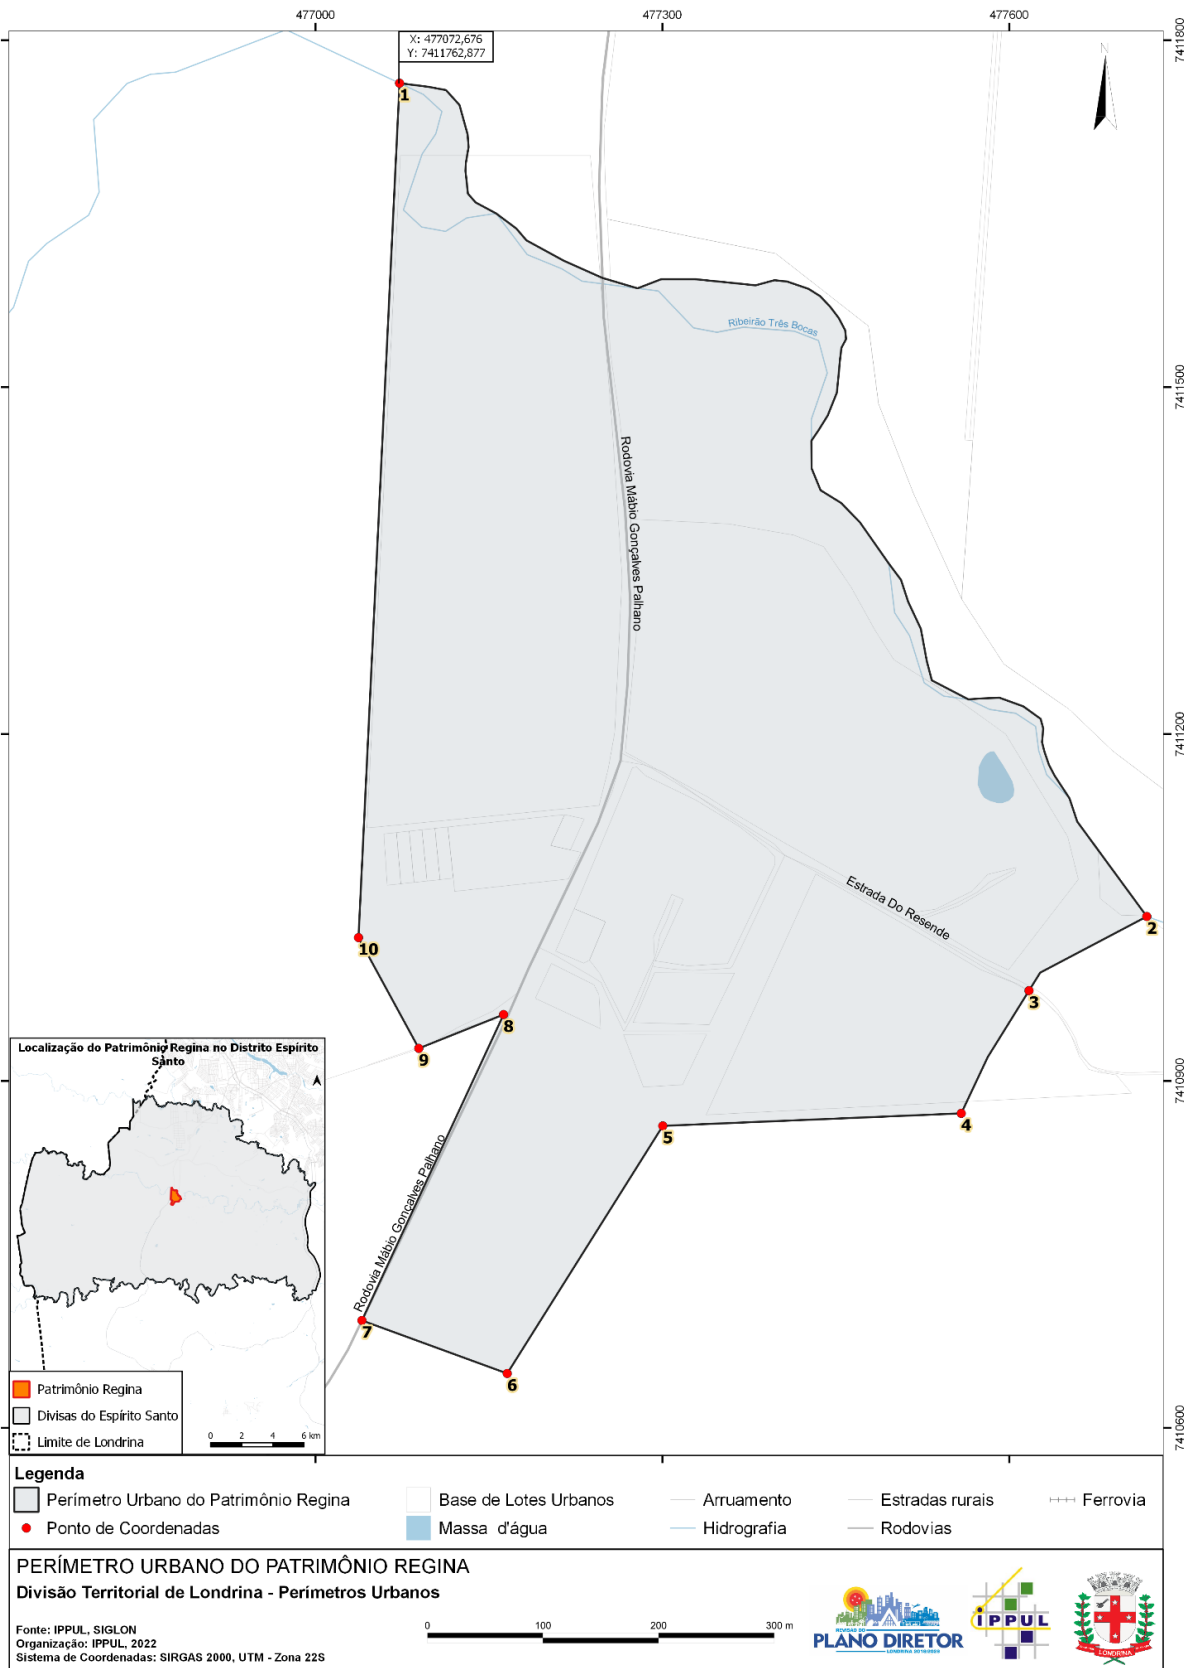 477000
477300
477600
X: 477072,676
Y: 7411762,877
7411800
N
1
Ribeirão Três Bocas
7411500
Rodovia Mábio Gonçalves Palhano
7411200
Estrada Do Resende
2
10
3
8
9
7410900
4
5
Rodovia Mábio Gonçalves Palhano
7
6
7410600
Localização do Patrimônio Regina no Distrito Espírito
Santo
Patrimônio Regina
Divisas do Espírito Santo
Limite de Londrina
0 2 4 6 km
Legenda
Perímetro Urbano do Patrimônio Regina
Base de Lotes Urbanos
Arruamento
Estradas rurais
Ferrovia
Ponto de Coordenadas
Massa d'água
Hidrografia
Rodovias
PERÍMETRO URBANO DO PATRIMÔNIO REGINA
Divisão Territorial de Londrina - Perímetros Urbanos
Fonte: IPPUL, SIGLON
Organização: IPPUL, 2022
Sistema de Coordenadas: SIRGAS 2000, UTM - Zona 22S
0 100 200 300 m
REVISÃO DO
PLANO DIRETOR
LONDRINA 2018/2028
IPPUL
LONDRINA